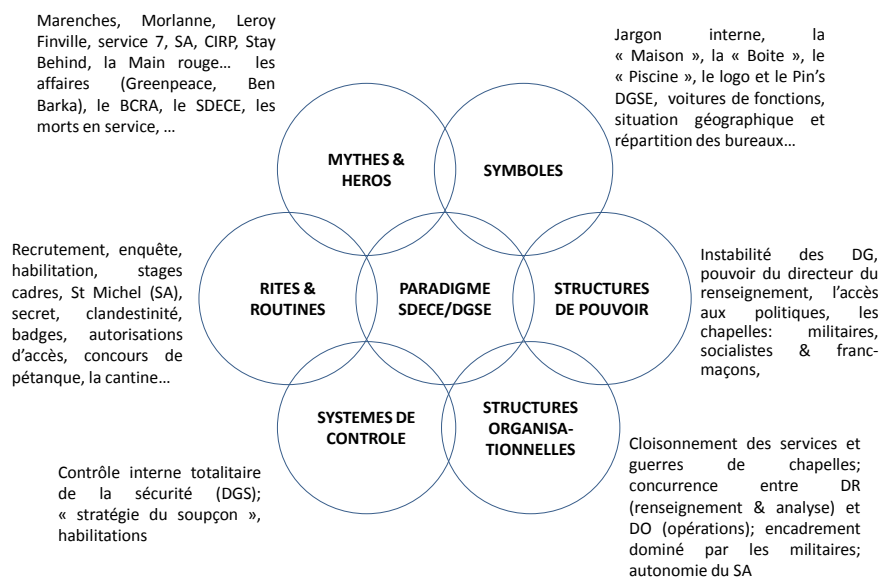 Marenches, Morlanne, Leroy
Finville, service 7, SA, CIRP, Stay
Behind, la Main rouge… les
affaires (Greenpeace, Ben
Barka), le BCRA, le SDECE, les
morts en service, …
Jargon interne, la
« Maison », la « Boite », le
« Piscine », le logo et le Pin’s
DGSE, voitures de fonctions,
situation géographique et
répartition des bureaux…
MYTHES &
HEROS
SYMBOLES
Recrutement, enquête,
habilitation, stages
cadres, St Michel (SA),
secret, clandestinité,
badges, autorisations
d’accès, concours de
pétanque, la cantine…
RITES &
ROUTINES
PARADIGME
SDECE/DGSE
STRUCTURES
DE POUVOIR
Instabilité des DG,
pouvoir du directeur du
renseignement, l’accès
aux politiques, les
chapelles: militaires,
socialistes & franc-
maçons,
SYSTEMES DE
CONTROLE
STRUCTURES
ORGANISA-
TIONNELLES
Contrôle interne totalitaire
de la sécurité (DGS);
« stratégie du soupçon »,
habilitations
Cloisonnement des services et
guerres de chapelles;
concurrence entre DR
(renseignement & analyse) et
DO (opérations); encadrement
dominé par les militaires;
autonomie du SA